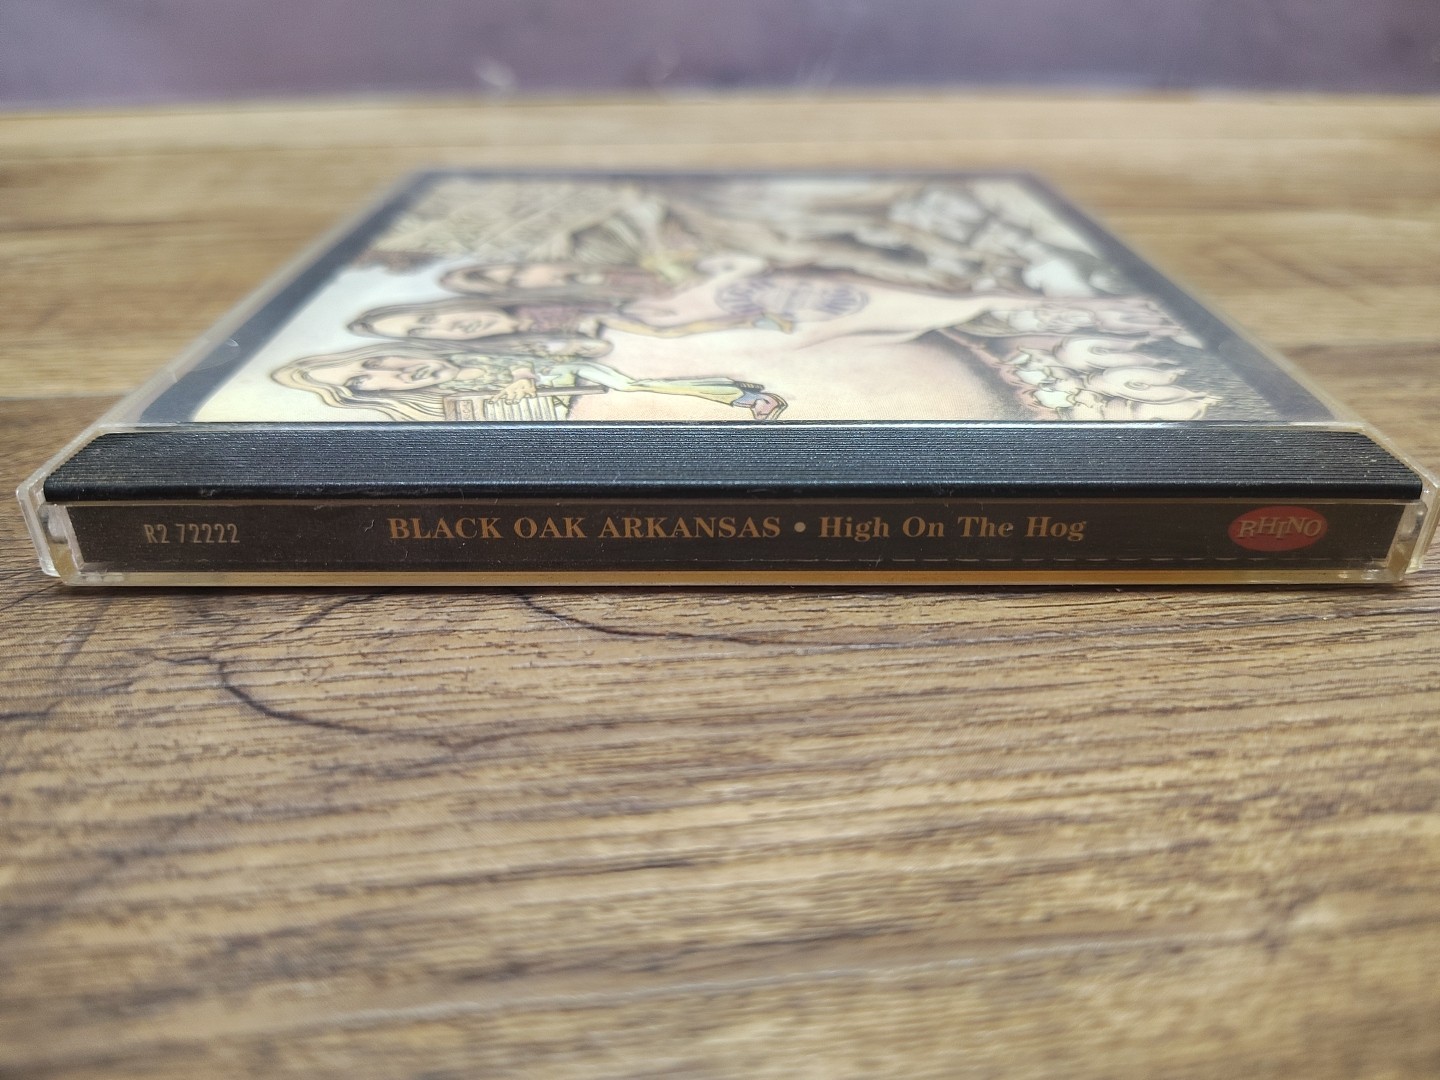 R2 72222 BLACK OAK ARKANSAS • High On The Hog RHINO